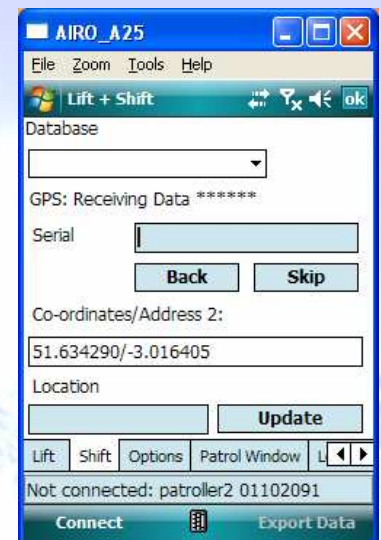 AIRO_A25
File Zoom Tools Help
Lift + Shift ok
Database
GPS: Receiving Data ******
Serial
Back Skip
Co-ordinates/Address 2:
51.634290/-3.016405
Location
Update
Lift Shift Options Patrol Window
Not connected: patroller2 01102091
Connect Export Data